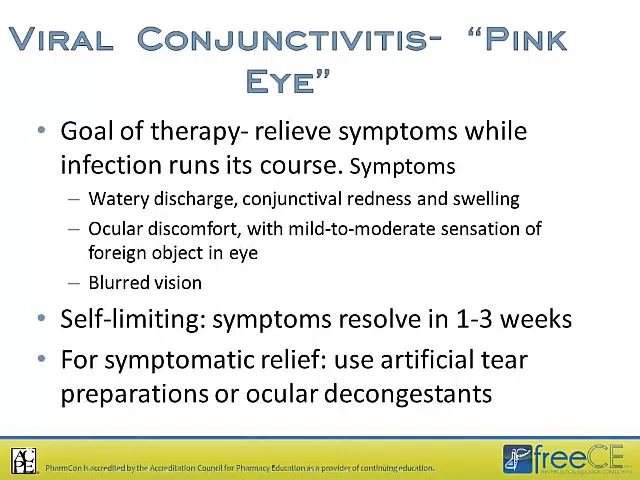 Viral Conjunctivitis- “Pink
Eye”
• Goal of therapy- relieve symptoms while
infection runs its course. Symptoms
– Watery discharge, conjunctival redness and swelling
– Ocular discomfort, with mild-to-moderate sensation of
foreign object in eye
– Blurred vision
• Self-limiting: symptoms resolve in 1-3 weeks
• For symptomatic relief: use artificial tear
preparations or ocular decongestants
PharmCon is accredited by the Accreditation Council for Pharmacy Education as a provider of continuing education.
freeCE